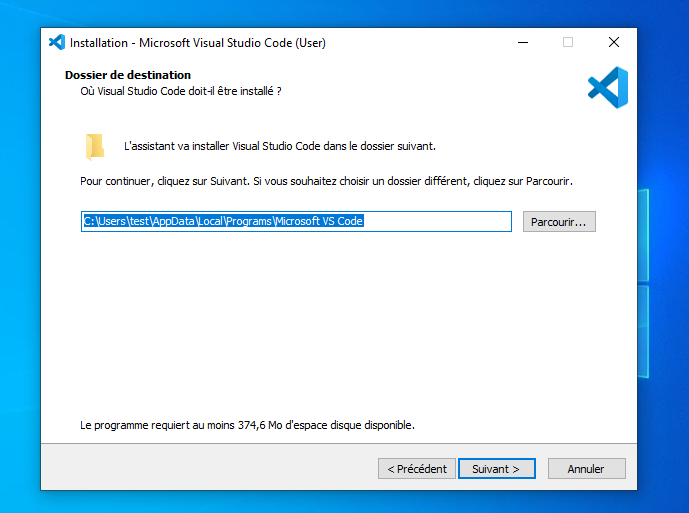 Installation - Microsoft Visual Studio Code (User)
Dossier de destination
Où Visual Studio Code doit-il être installé ?
L'assistant va installer Visual Studio Code dans le dossier suivant.
Pour continuer, cliquez sur Suivant. Si vous souhaitez choisir un dossier différent, cliquez sur Parcourir.
C:\Users\test\AppData\Local\Programs\Microsoft VS Code
Parcourir...
Le programme requiert au moins 374,6 Mo d'espace disque disponible.
< Précédent
Suivant >
Annuler